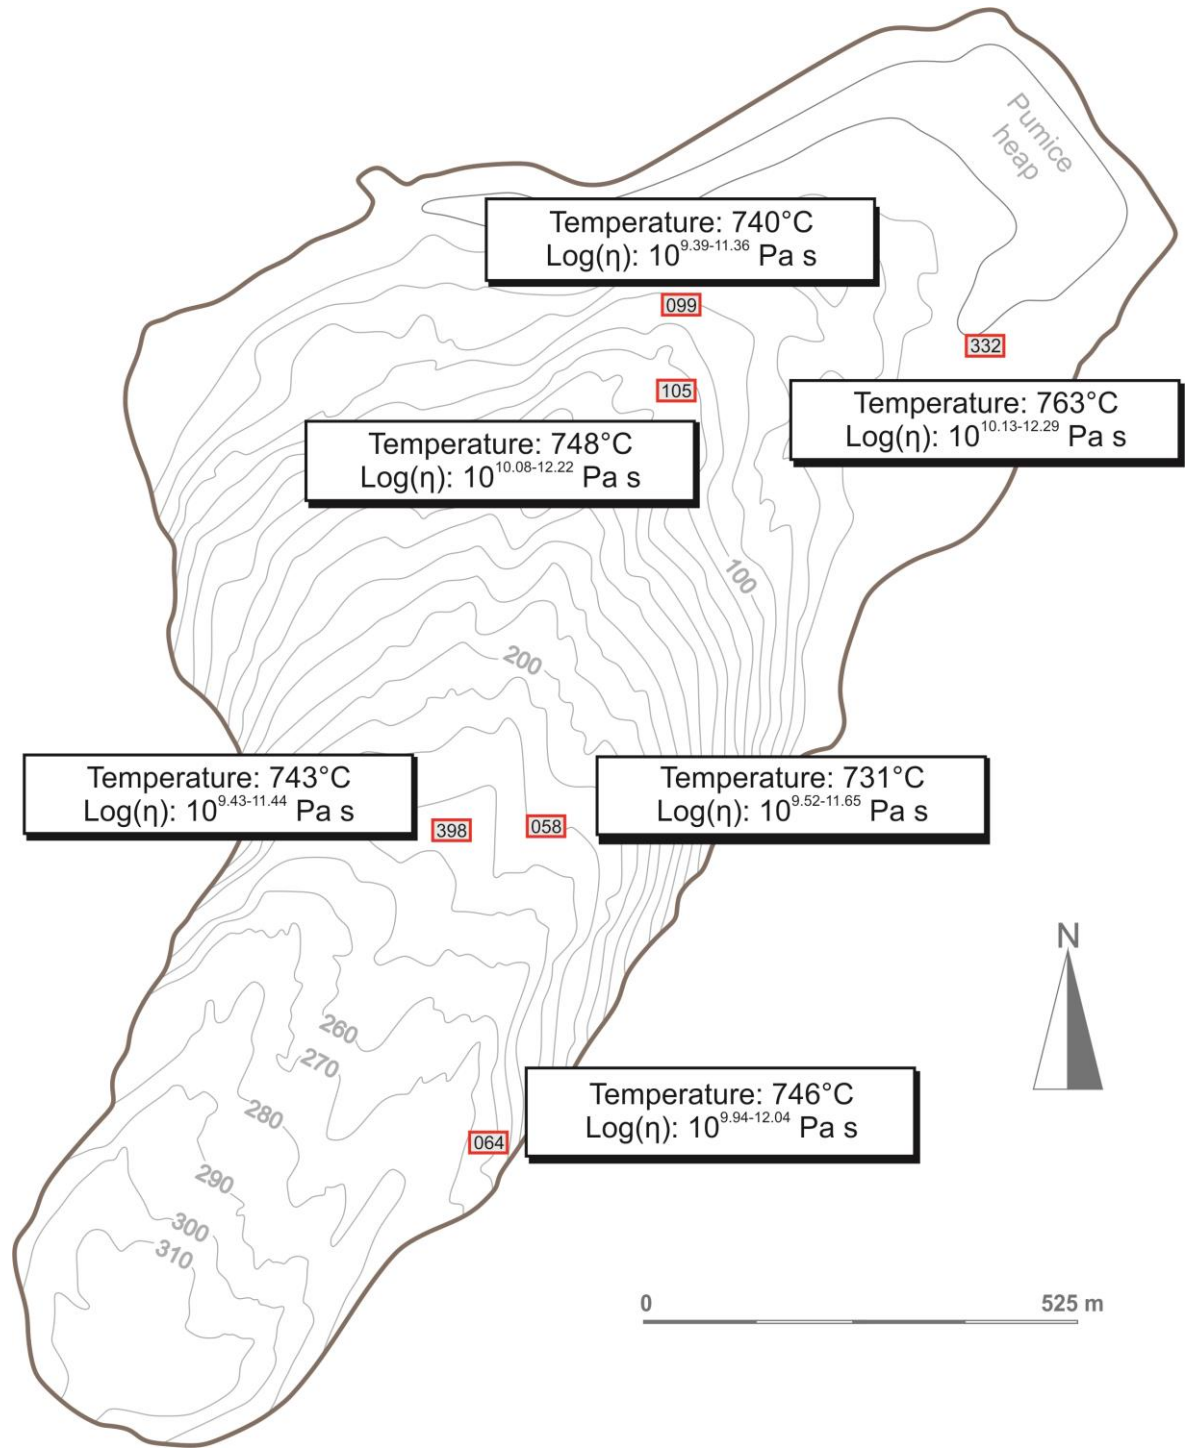 Pumice
heap
Temperature: 740°C
Log(η): 10^9.39-11.36 Pa s
099
332
105
Temperature: 763°C
Log(η): 10^10.13-12.29 Pa s
Temperature: 748°C
Log(η): 10^10.08-12.22 Pa s
100
200
Temperature: 743°C
Log(η): 10^9.43-11.44 Pa s
Temperature: 731°C
Log(η): 10^9.52-11.65 Pa s
398
058
N
260
270
Temperature: 746°C
Log(η): 10^9.94-12.04 Pa s
280
064
290
300
310
0 525 m